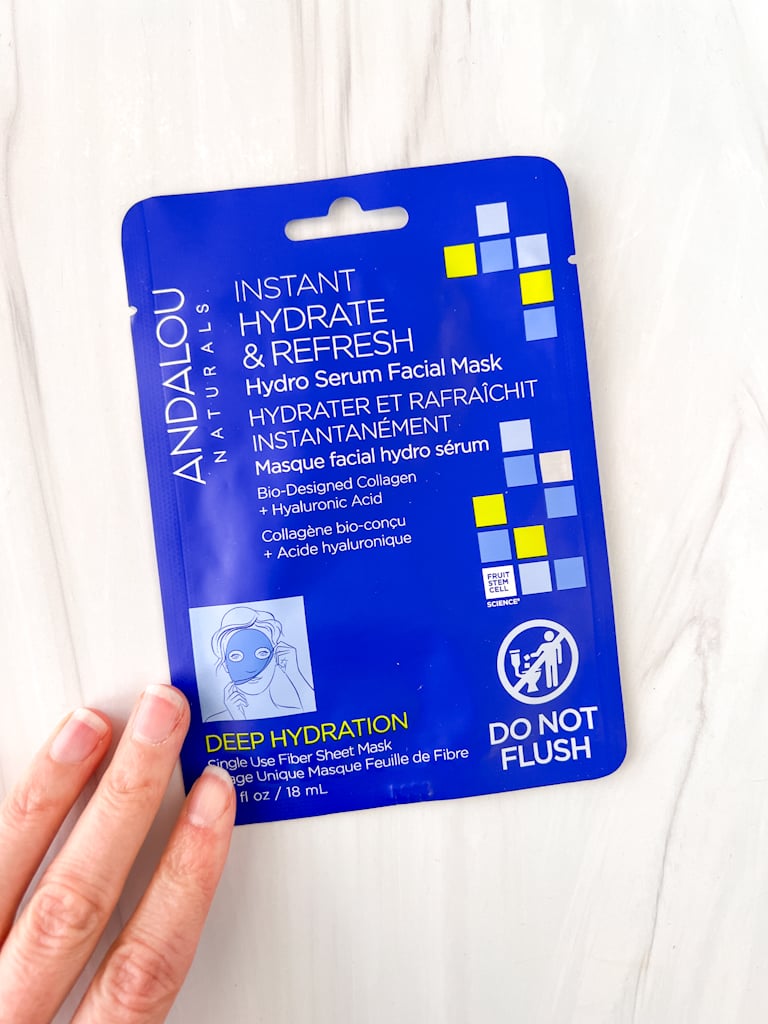 ANDALOU
NATURALS
INSTANT
HYDRATE
& REFRESH
Hydro Serum Facial Mask
HYDRATER ET RAFRAÎCHIT
INSTANTANÉMENT
Masque facial hydro sérum
Bio-Designed Collagen
+ Hyaluronic Acid
Collagène bio-conçu
+ Acide hyaluronique
FRUIT
STEM
CELL
SCIENCE®
DEEP HYDRATION
Single Use Fiber Sheet Mask
Unique Masque Feuille de Fibre
fl oz / 18 mL
DO NOT
FLUSH